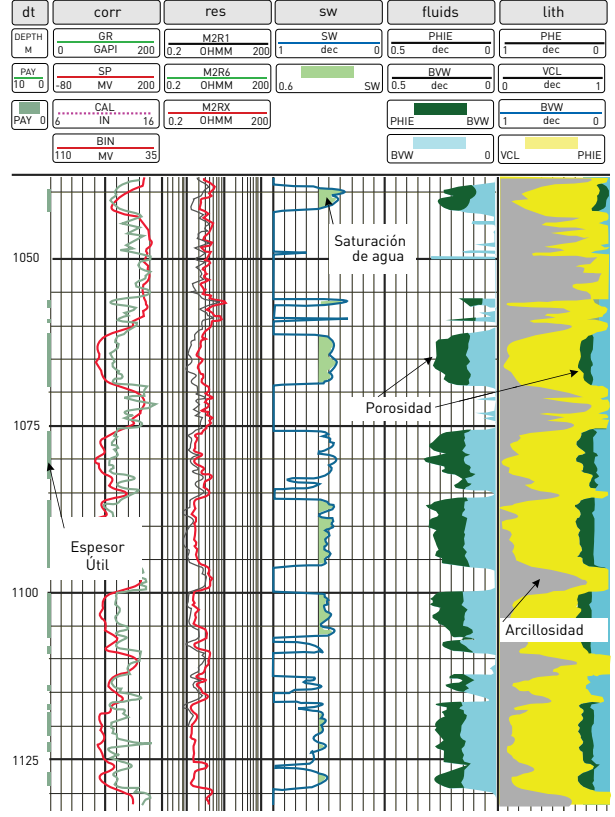 dt corr res sw fluids lith
DEPTH GR M2R1 SW PHIE PHE
M 0 GAPI 200 0.2 OHMM 200 1 dec 0 0.5 dec 0 1 dec 0
PAY SP M2R6 BVW VCL
10 0 -80 MV 200 0.2 OHMM 200 0.6 SW 0.5 dec 0 0 dec 1
CAL M2RX BVW
PAY 0 6 IN 16 0.2 OHMM 200 PHIE BVW 1 dec 0
BIN
110 MV 35 BVW 0 VCL PHIE
Saturación
de agua
1050
Porosidad
1075
Espesor
Útil
1100
Arcillosidad
1125